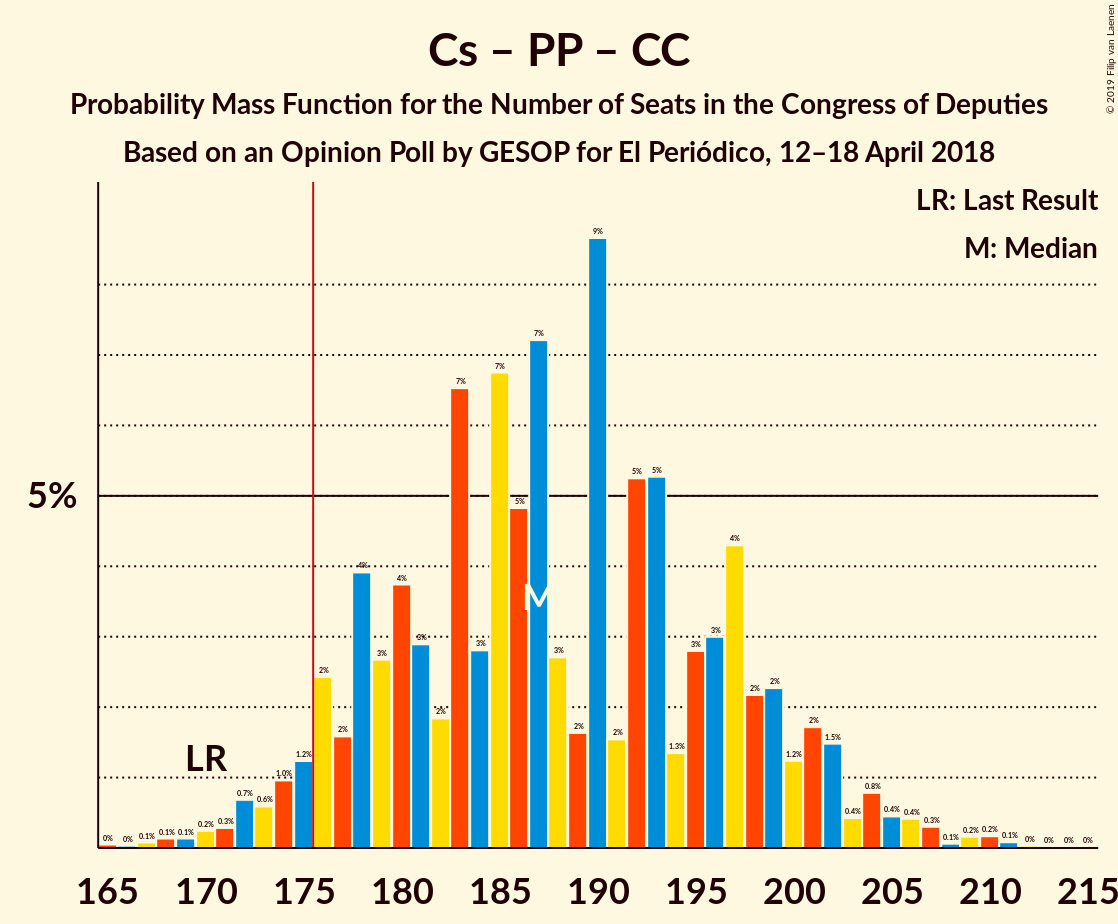 Cs – PP – CC
Probability Mass Function for the Number of Seats in the Congress of Deputies
Based on an Opinion Poll by GESOP for El Periódico, 12–18 April 2018
© 2019 Filip van Laenen
LR: Last Result
M: Median
5%
LR
M
0% 0% 0.1% 0.1% 0.1% 0.2% 0.3% 0.7% 0.6% 1.0% 1.2% 2% 2% 4% 3% 4% 3% 2% 7% 3% 7% 5% 7% 3% 2% 9% 2% 5% 5% 1.3% 3% 3% 4% 2% 2% 1.2% 2% 1.5% 0.4% 0.8% 0.4% 0.4% 0.3% 0.1% 0.2% 0.2% 0.1% 0% 0% 0% 0%
165 170 175 180 185 190 195 200 205 210 215